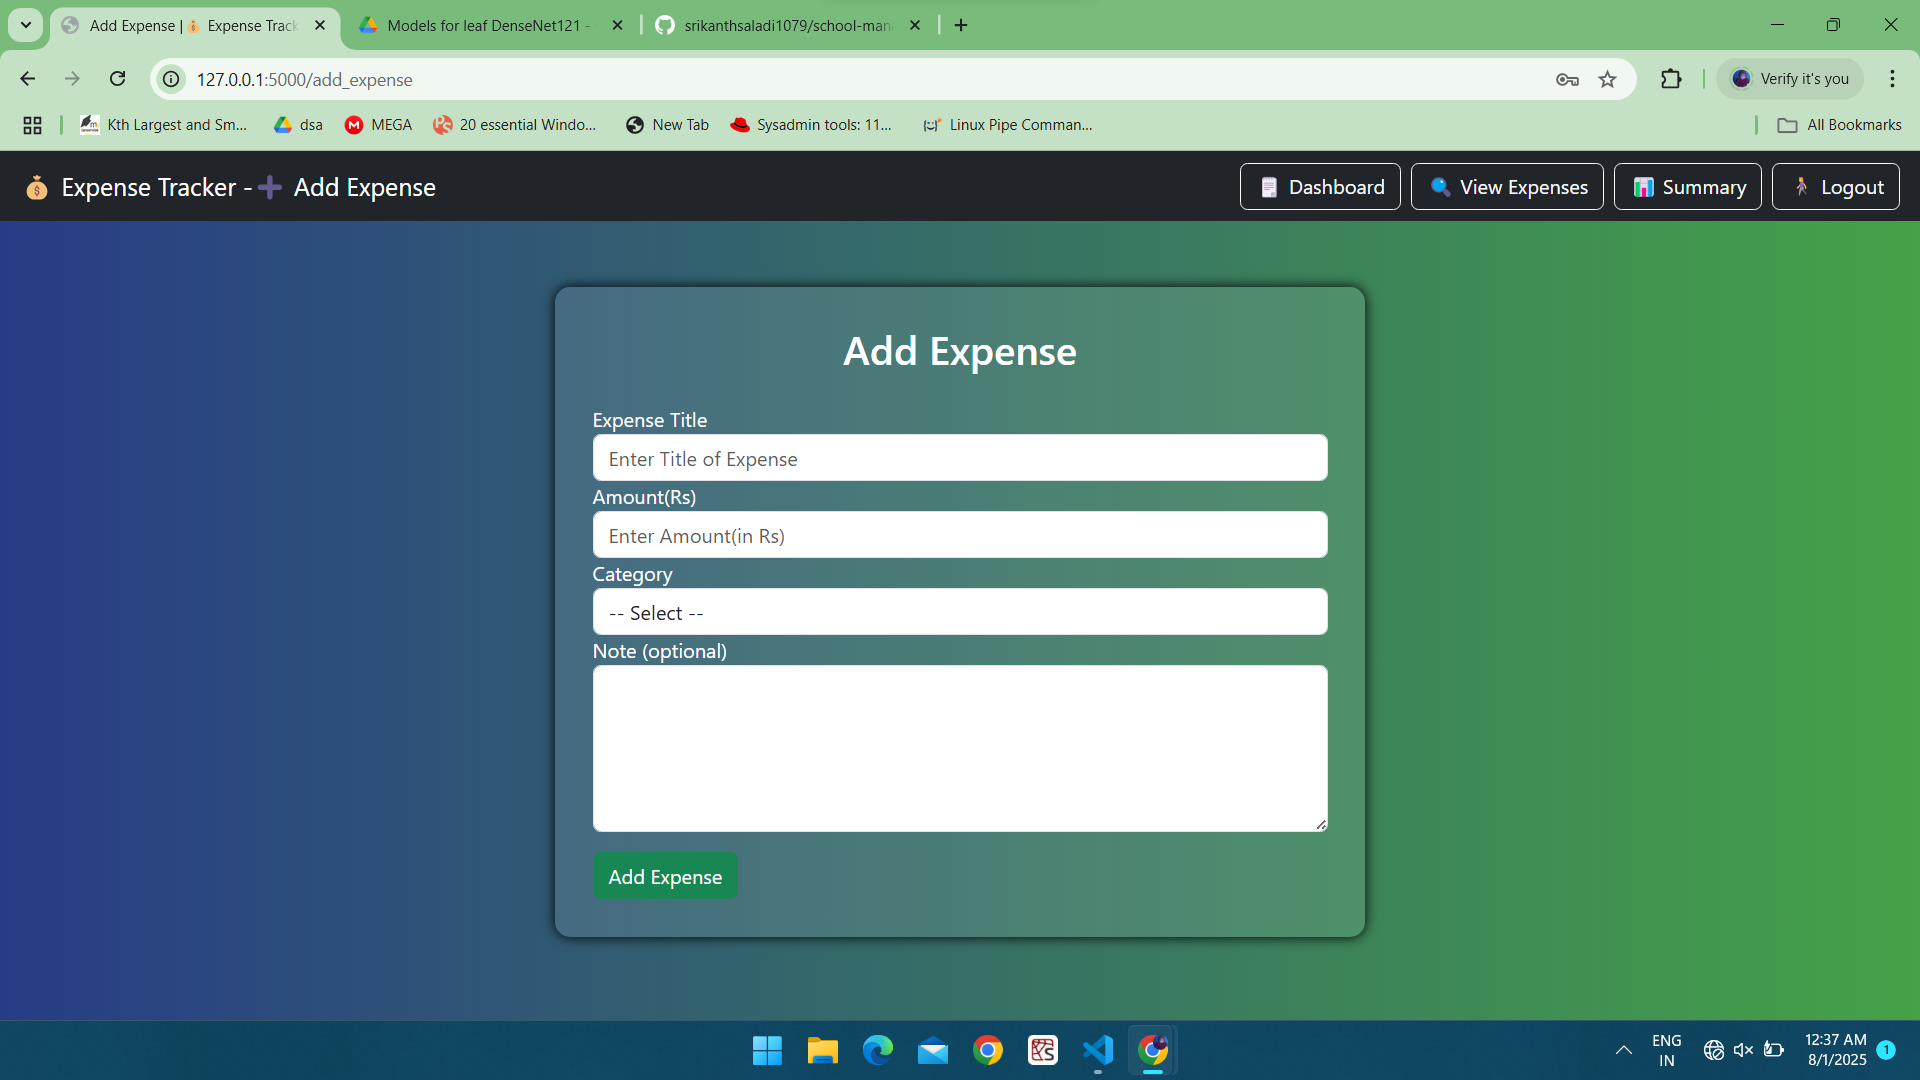 Add Expense | Expense Track
Models for leaf DenseNet121 -
srikanthsaladi1079/school-man
127.0.0.1:5000/add_expense
Verify it's you
Kth Largest and Sm...
dsa
MEGA
20 essential Windo...
New Tab
Sysadmin tools: 11...
Linux Pipe Comman...
All Bookmarks
Expense Tracker - Add Expense
Dashboard
View Expenses
Summary
Logout
Add Expense
Expense Title
Enter Title of Expense
Amount(Rs)
Enter Amount(in Rs)
Category
-- Select --
Note (optional)
Add Expense
ENG
IN
12:37 AM
8/1/2025
1